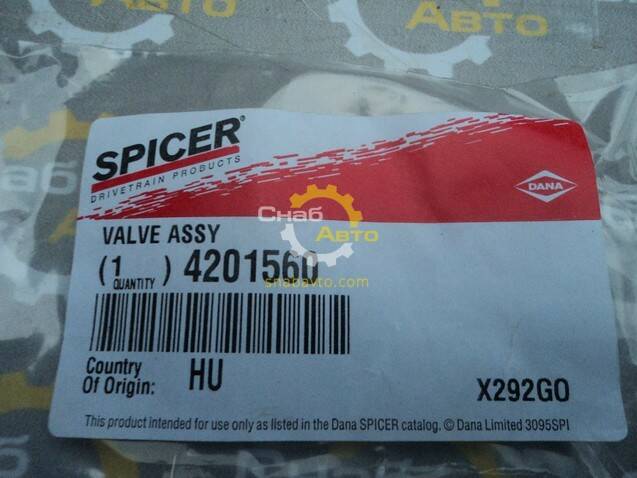 SPICER®
DRIVETRAIN PRODUCTS
DANA
VALVE ASSY
(1) 4201560
QUANTITY
Country
Of Origin: HU
X292GO
This product intended for use only as listed in the Dana SPICER catalog. © Dana Limited 3095SPI
Снаб Авто
snabavto.com